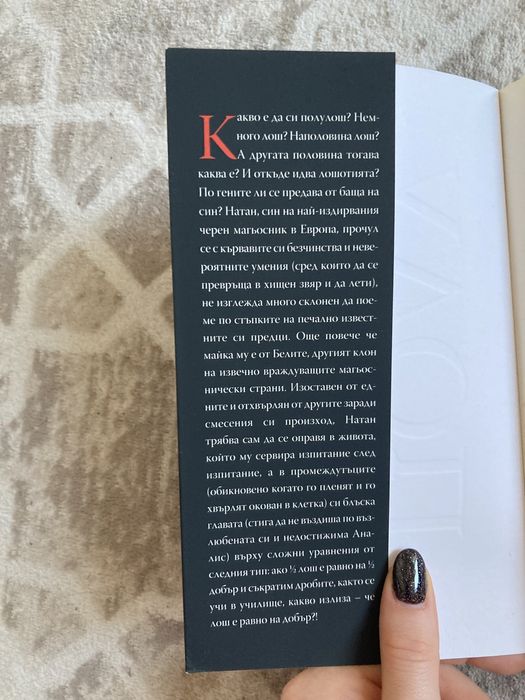 Какво е да си полулош? Нем-
ного лош? Наполовина лош?
А другата половина тогава
каква е? И откъде идва лошотията?
По гените ли се предава от баща на
син? Натан, син на най-издирвания
черен магьосник в Европа, прочул
се с кървавите си безчинства и неве-
роятните умения (сред които да се
превръща в хищен звяр и да лети),
не изглежда много склонен да пое-
ме по стъпките на печално извест-
ните си предци. Още повече че
майка му е от Белите, другият клон
на извечно враждуващите магьос-
нически страни. Изоставен от ед-
ните и отхвърлян от другите заради
смесения си произход, Натан
трябва сам да се оправя в живота,
който му сервира изпитание след
изпитание, а в промеждутъците
(обикновено когато го пленят и го
хвърлят окован в клетка) си блъска
главата (стига да не въздиша по въз-
любената си и недостижима Ана-
лис) върху сложни уравнения от
следния тип: ако ½ лош е равно на ½
добър и съкратим дробите, както се
учи в училище, какво излиза – че
лош е равно на добър?!